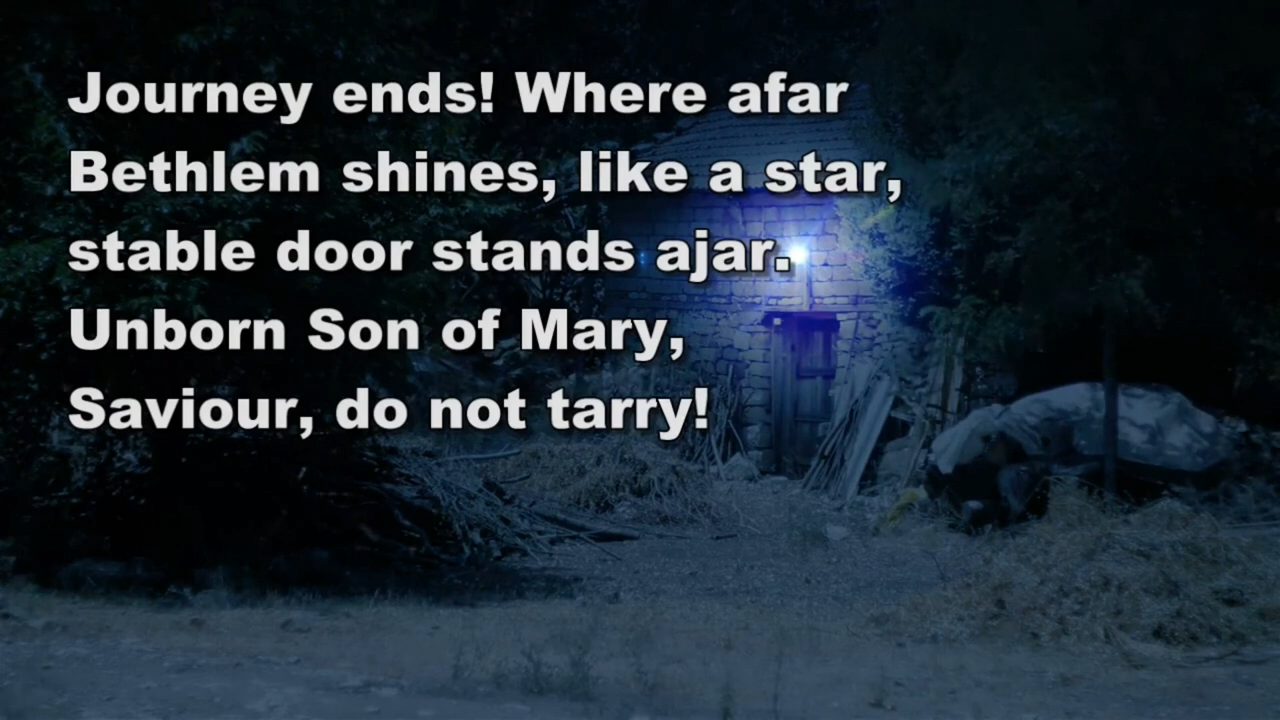 Journey ends! Where afar
Bethlem shines, like a star,
stable door stands ajar.
Unborn Son of Mary,
Saviour, do not tarry!